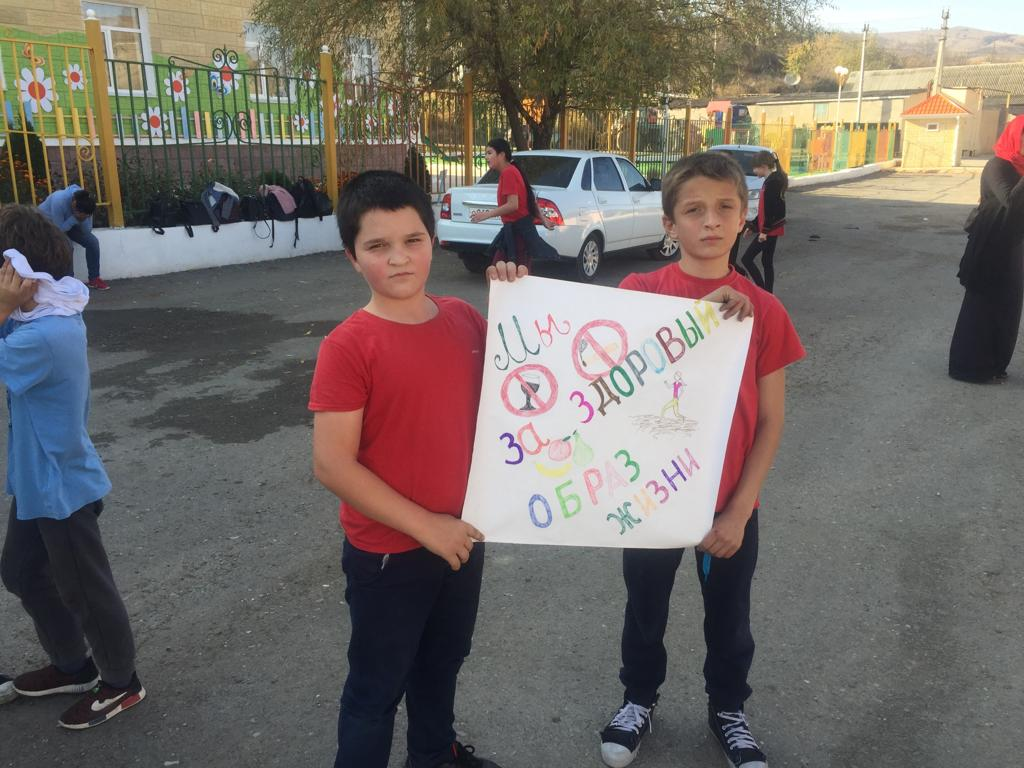 Мы
за здоровый
образ
жизни